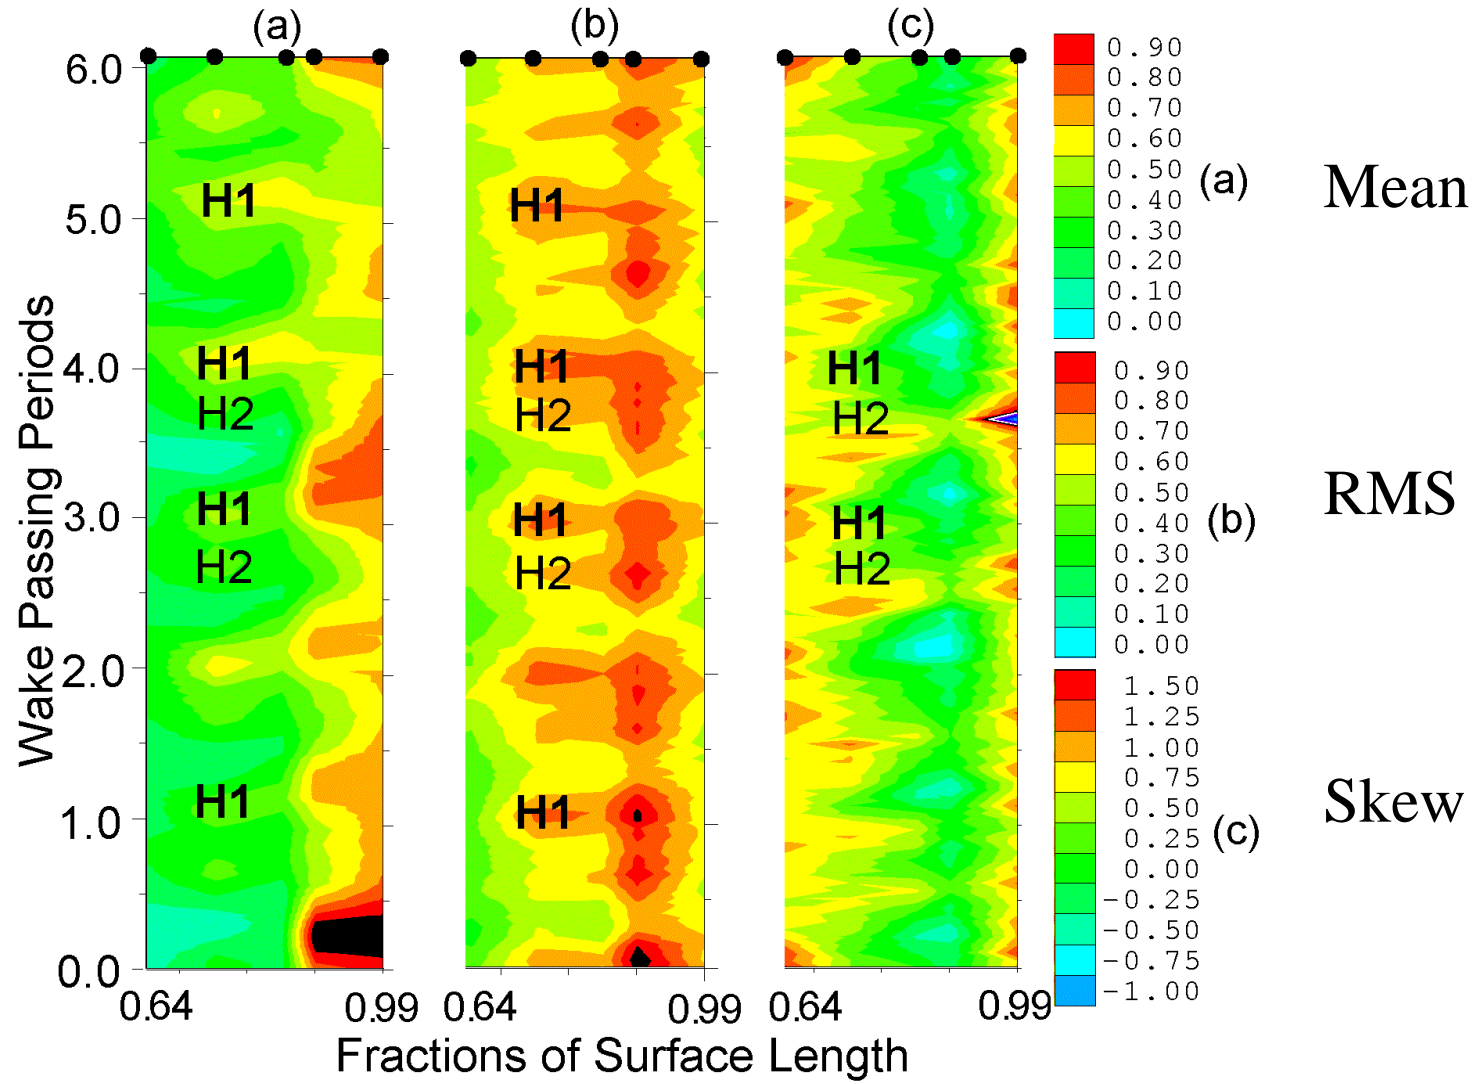 (a) (b) (c)
6.0
5.0
4.0
3.0
2.0
1.0
0.0
Wake Passing Periods
H1
H1
H2
H1
H2
H1
H1
H1
H2
H1
H2
H1
H1
H2
H1
H2
0.64 0.99 0.64 0.99 0.64 0.99
Fractions of Surface Length
0.90
0.80
0.70
0.60
0.50
0.40
0.30
0.20
0.10
0.00
(a) Mean
0.90
0.80
0.70
0.60
0.50
0.40
0.30
0.20
0.10
0.00
(b) RMS
1.50
1.25
1.00
0.75
0.50
0.25
0.00
-0.25
-0.50
-0.75
-1.00
(c) Skew